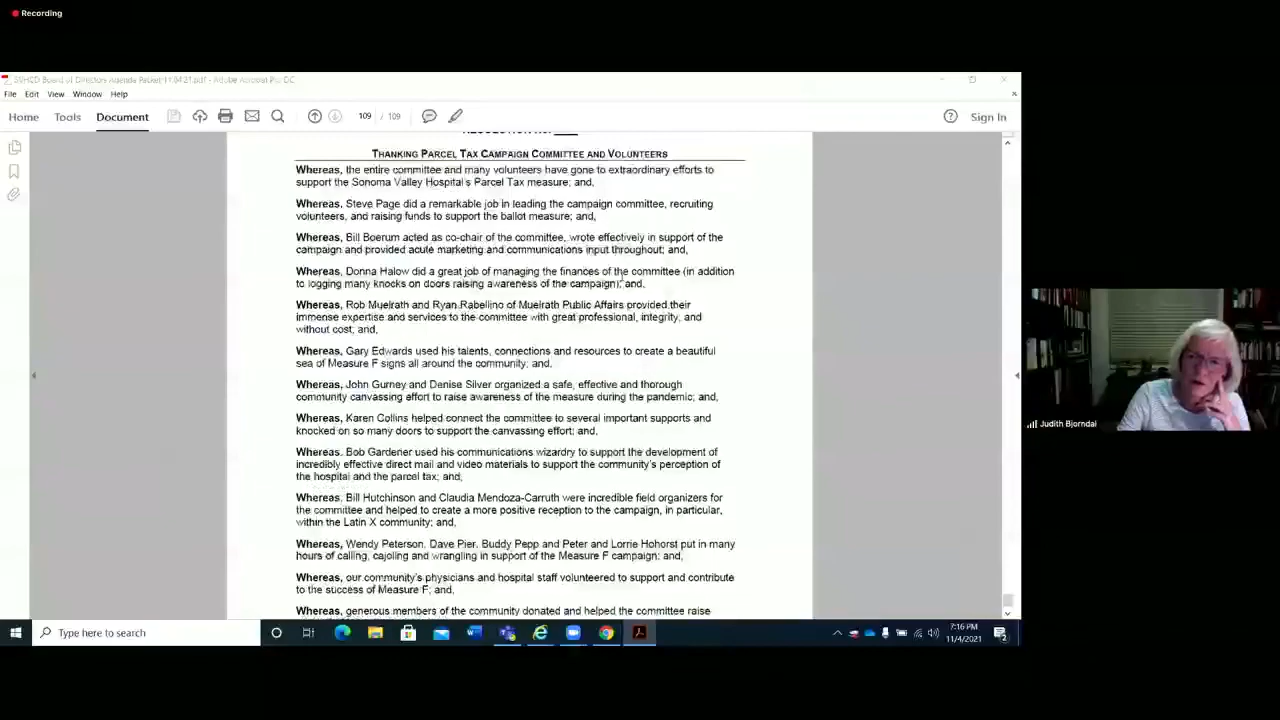 Recording
SVHCD Board of Directors Agenda Packet 11.04.21.pdf - Adobe Acrobat Pro DC
File Edit View Window Help
Home Tools Document 109 / 109 Sign In
THANKING PARCEL TAX CAMPAIGN COMMITTEE AND VOLUNTEERS
Whereas, the entire committee and many volunteers have gone to extraordinary efforts to
support the Sonoma Valley Hospital's Parcel Tax measure; and,
Whereas, Steve Page did a remarkable job in leading the campaign committee, recruiting
volunteers, and raising funds to support the ballot measure; and,
Whereas, Bill Boerum acted as co-chair of the committee, wrote effectively in support of the
campaign and provided acute marketing and communications input throughout; and,
Whereas, Donna Halow did a great job of managing the finances of the committee (in addition
to logging many knocks on doors raising awareness of the campaign); and,
Whereas, Rob Muelrath and Ryan Rabellino of Muelrath Public Affairs provided their
immense expertise and services to the committee with great professional, integrity, and
without cost; and,
Whereas, Gary Edwards used his talents, connections and resources to create a beautiful
sea of Measure F signs all around the community; and,
Whereas, John Gurney and Denise Silver organized a safe, effective and thorough
community canvassing effort to raise awareness of the measure during the pandemic; and,
Whereas, Karen Collins helped connect the committee to several important supports and
knocked on so many doors to support the canvassing effort; and,
Whereas, Bob Gardener used his communications wizardry to support the development of
incredibly effective direct mail and video materials to support the community's perception of
the hospital and the parcel tax; and,
Whereas, Bill Hutchinson and Claudia Mendoza-Carruth were incredible field organizers for
the committee and helped to create a more positive reception to the campaign, in particular,
within the Latin X community; and,
Whereas, Wendy Peterson, Dave Pier, Buddy Pepp and Peter and Lorrie Hohorst put in many
hours of calling, cajoling and wrangling in support of the Measure F campaign; and,
Whereas, our community's physicians and hospital staff volunteered to support and contribute
to the success of Measure F; and,
Whereas, generous members of the community donated and helped the committee raise
Judith Bjorndal
Type here to search
7:16 PM
11/4/2021